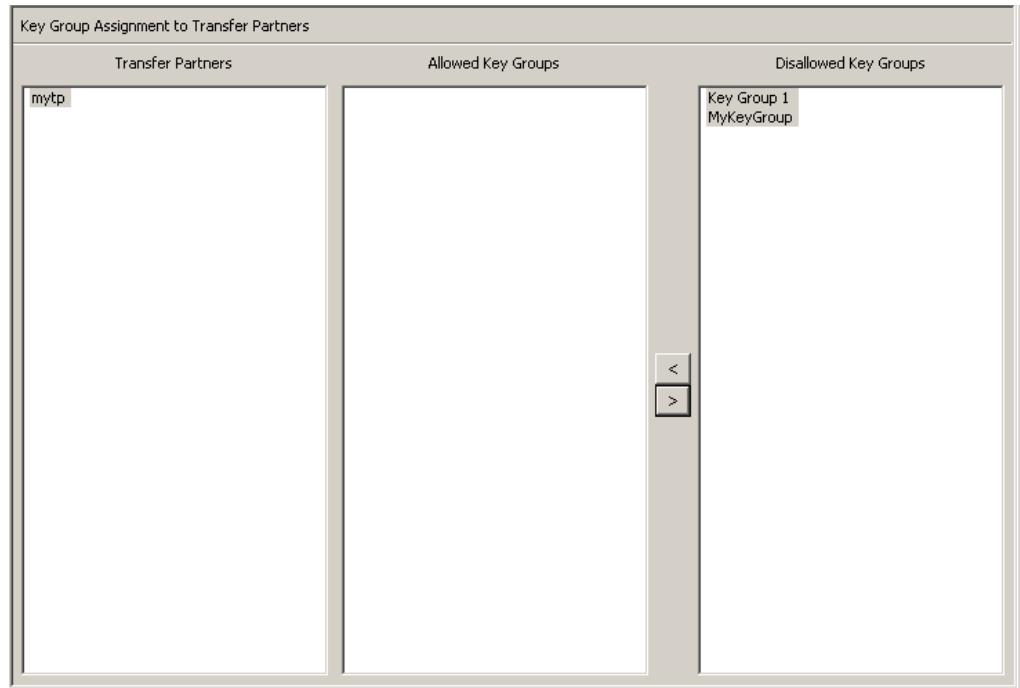 Key Group Assignment to Transfer Partners
Transfer Partners
Allowed Key Groups
Disallowed Key Groups
mytp
Key Group 1
MyKeyGroup
<
>